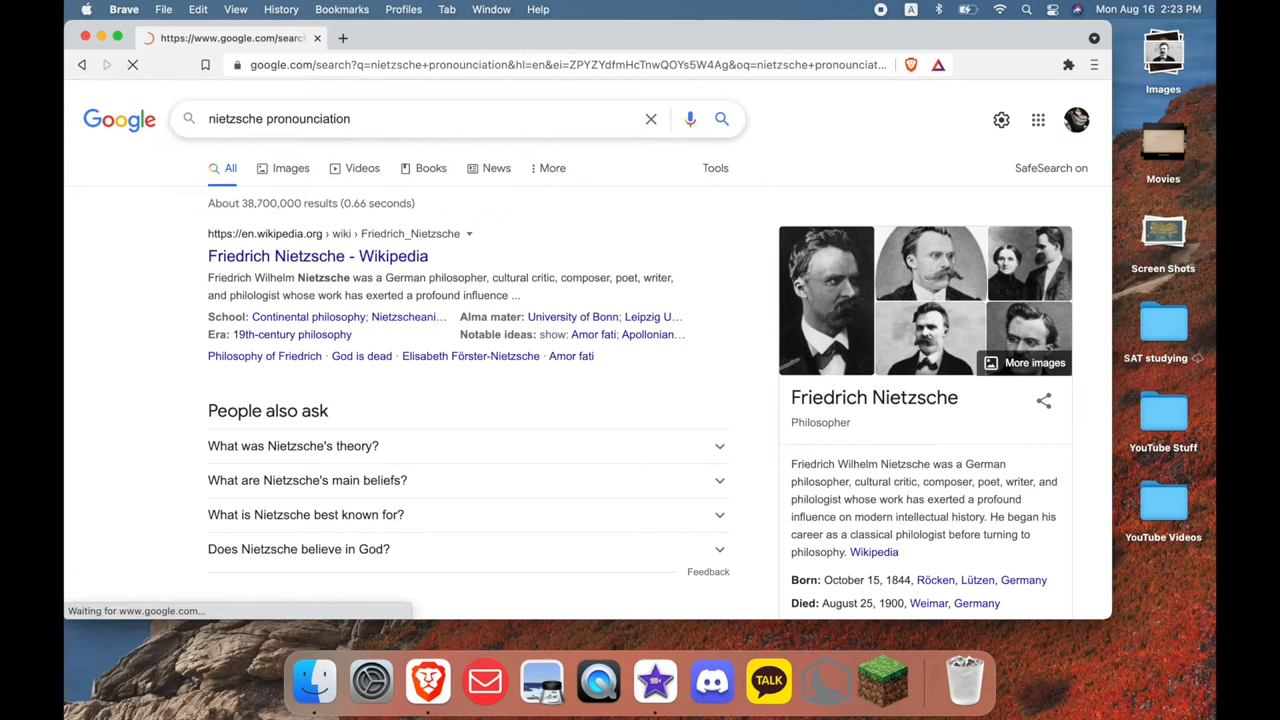 Brave File Edit View History Bookmarks Profiles Tab Window Help
A
Mon Aug 16 2:23 PM
https://www.google.com/searc
google.com/search?q=nietzsche+pronounciation&hl=en&ei=ZPYZYdfmHcTnwQOYs5W4Ag&oq=nietzsche+pronounciat...
Google
nietzsche pronounciation
All Images Videos Books News More Tools SafeSearch on
About 38,700,000 results (0.66 seconds)
https://en.wikipedia.org › wiki › Friedrich_Nietzsche
Friedrich Nietzsche - Wikipedia
Friedrich Wilhelm Nietzsche was a German philosopher, cultural critic, composer, poet, writer,
and philologist whose work has exerted a profound influence ...
School: Continental philosophy; Nietzscheani... Alma mater: University of Bonn; Leipzig U...
Era: 19th-century philosophy Notable ideas: show: Amor fati; Apollonian...
Philosophy of Friedrich · God is dead · Elisabeth Förster-Nietzsche · Amor fati
People also ask
What was Nietzsche's theory?
What are Nietzsche's main beliefs?
What is Nietzsche best known for?
Does Nietzsche believe in God?
Feedback
Waiting for www.google.com...
More images
Friedrich Nietzsche
Philosopher
Friedrich Wilhelm Nietzsche was a German
philosopher, cultural critic, composer, poet, writer, and
philologist whose work has exerted a profound
influence on modern intellectual history. He began his
career as a classical philologist before turning to
philosophy. Wikipedia
Born: October 15, 1844, Röcken, Lützen, Germany
Died: August 25, 1900, Weimar, Germany
Images
Movies
Screen Shots
SAT studying
YouTube Stuff
YouTube Videos
TALK